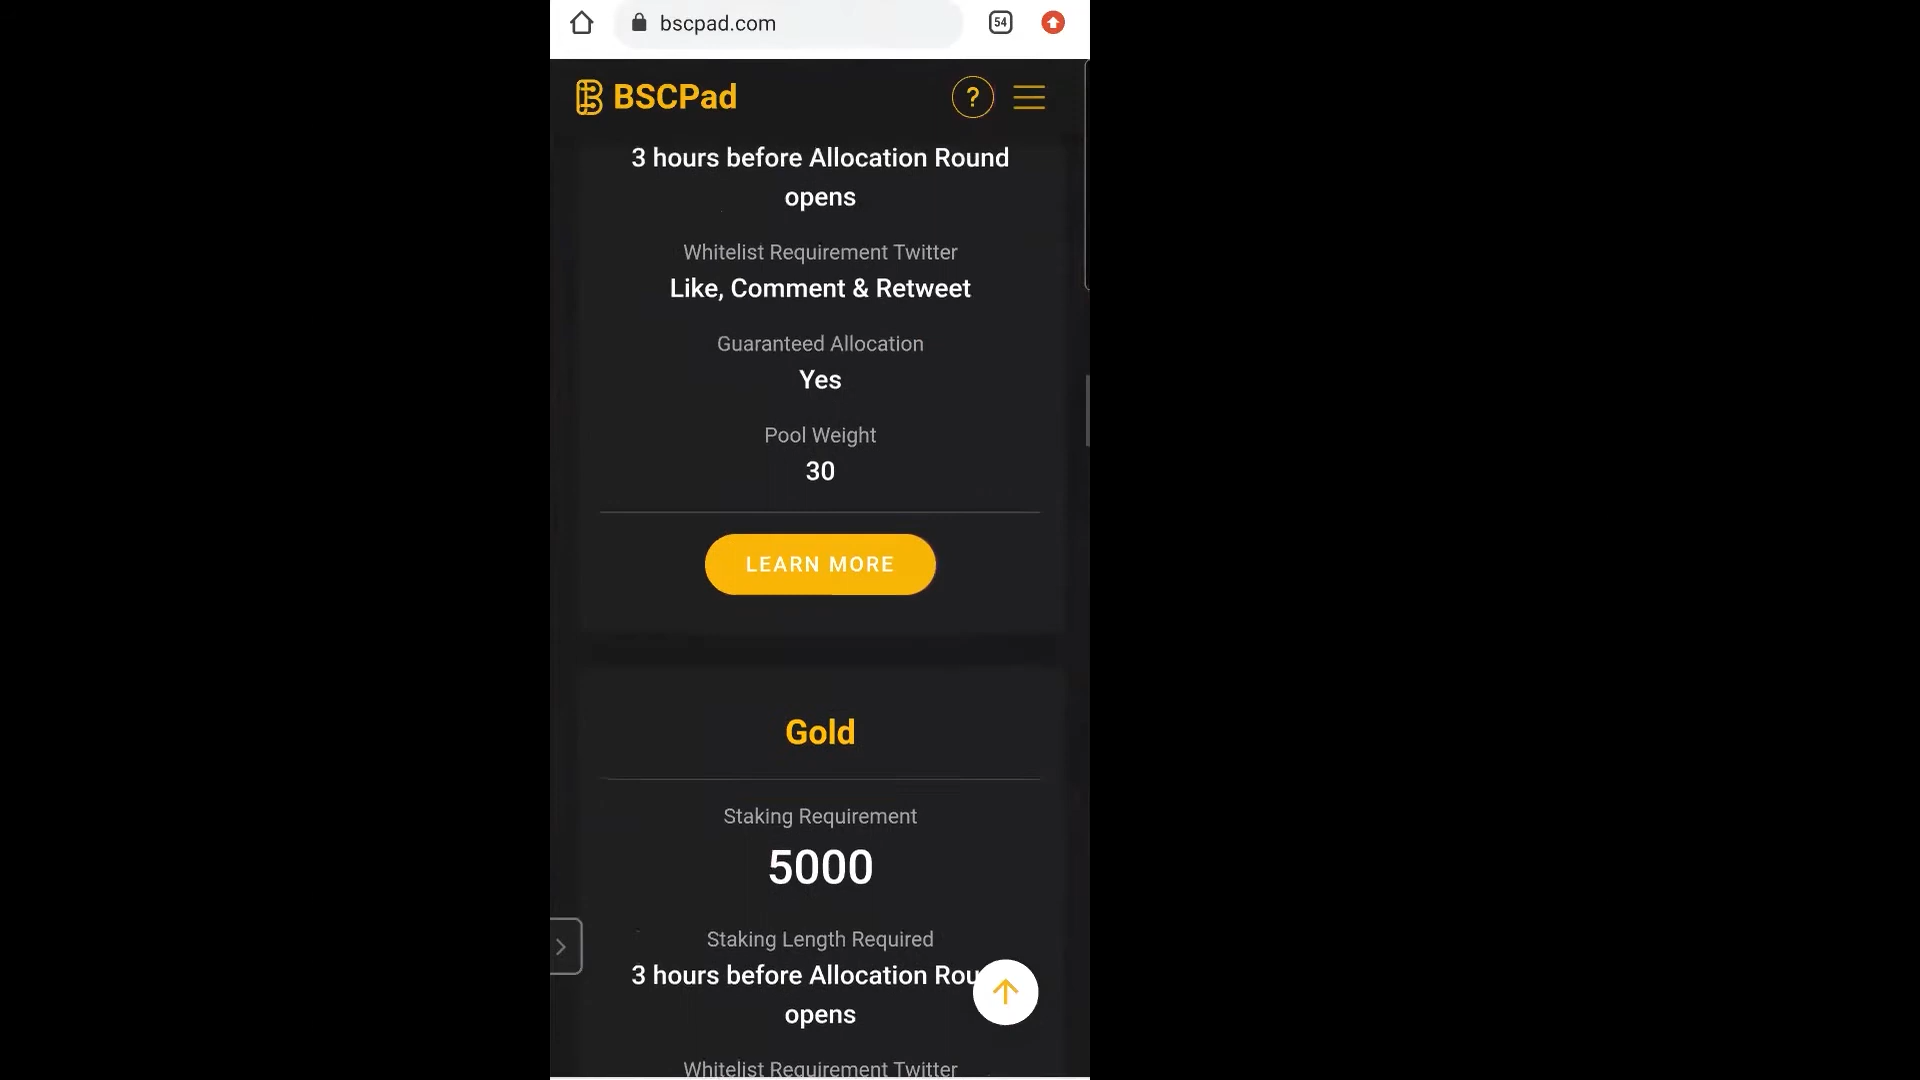 bscpad.com
54
BSCPad
?
3 hours before Allocation Round
opens
Whitelist Requirement Twitter
Like, Comment & Retweet
Guaranteed Allocation
Yes
Pool Weight
30
LEARN MORE
Gold
Staking Requirement
5000
Staking Length Required
3 hours before Allocation Rou
opens
Whitelist Requirement Twitter